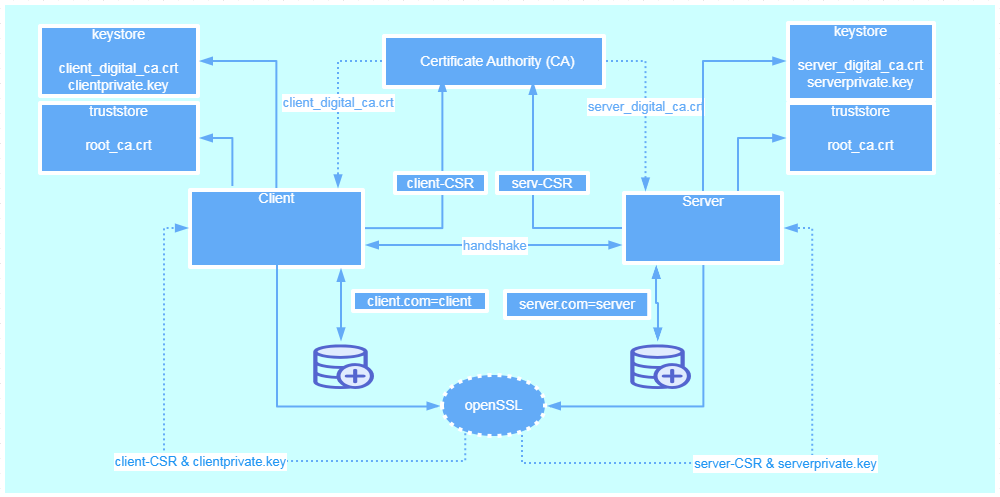 keystore
client_digital_ca.crt
clientprivate.key
truststore
root_ca.crt
Certificate Authority (CA)
keystore
server_digital_ca.crt
serverprivate.key
truststore
root_ca.crt
client_digital_ca.crt
server_digital_ca.crt
client-CSR
serv-CSR
Client
Server
handshake
client.com=client
server.com=server
openSSL
client-CSR & clientprivate.key
server-CSR & serverprivate.key